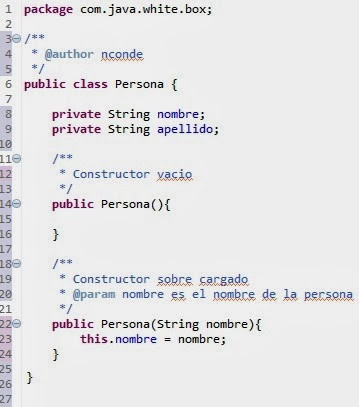 1 package com.java.white.box;
2
3 /**
4 * @author nconde
5 */
6 public class Persona {
7
8 private String nombre;
9 private String apellido;
10
11 /**
12 * Constructor vacio
13 */
14 public Persona(){
15
16 }
17
18 /**
19 * Constructor sobre cargado
20 * @param nombre es el nombre de la persona
21 */
22 public Persona(String nombre){
23 this.nombre = nombre;
24 }
25
26 }
27